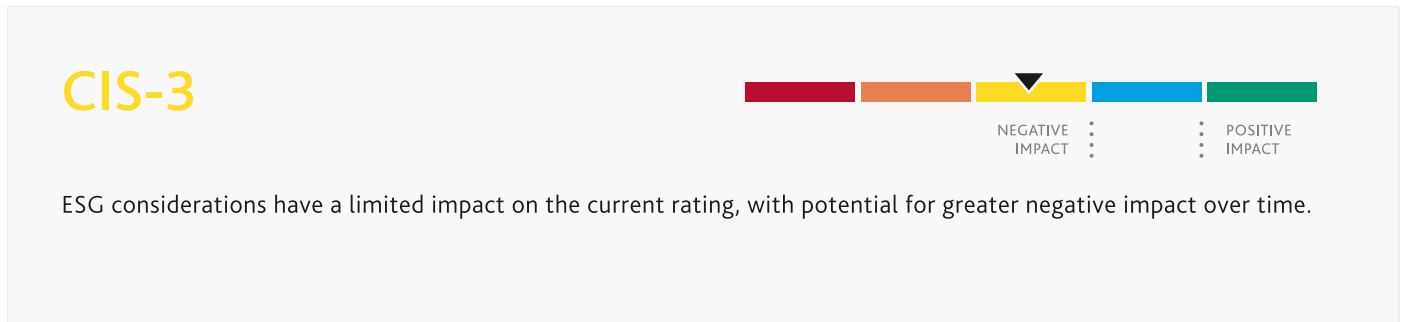 CIS-3
NEGATIVE
IMPACT
POSITIVE
IMPACT
ESG considerations have a limited impact on the current rating, with potential for greater negative impact over time.